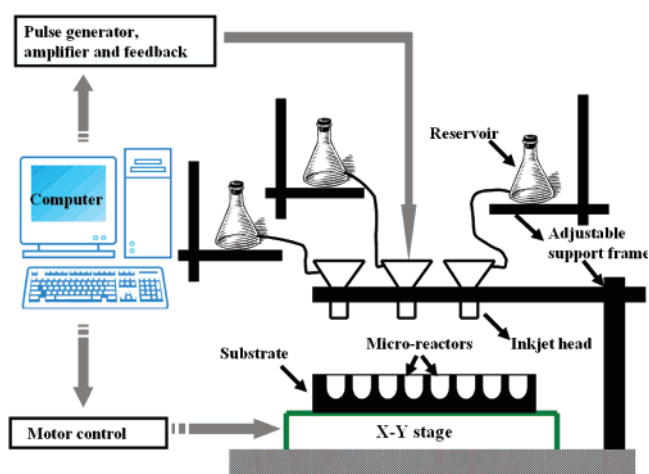 Pulse generator,
amplifier and feedback
Reservoir
Computer
Adjustable
support frame
Micro-reactors
Inkjet head
Substrate
Motor control
X-Y stage